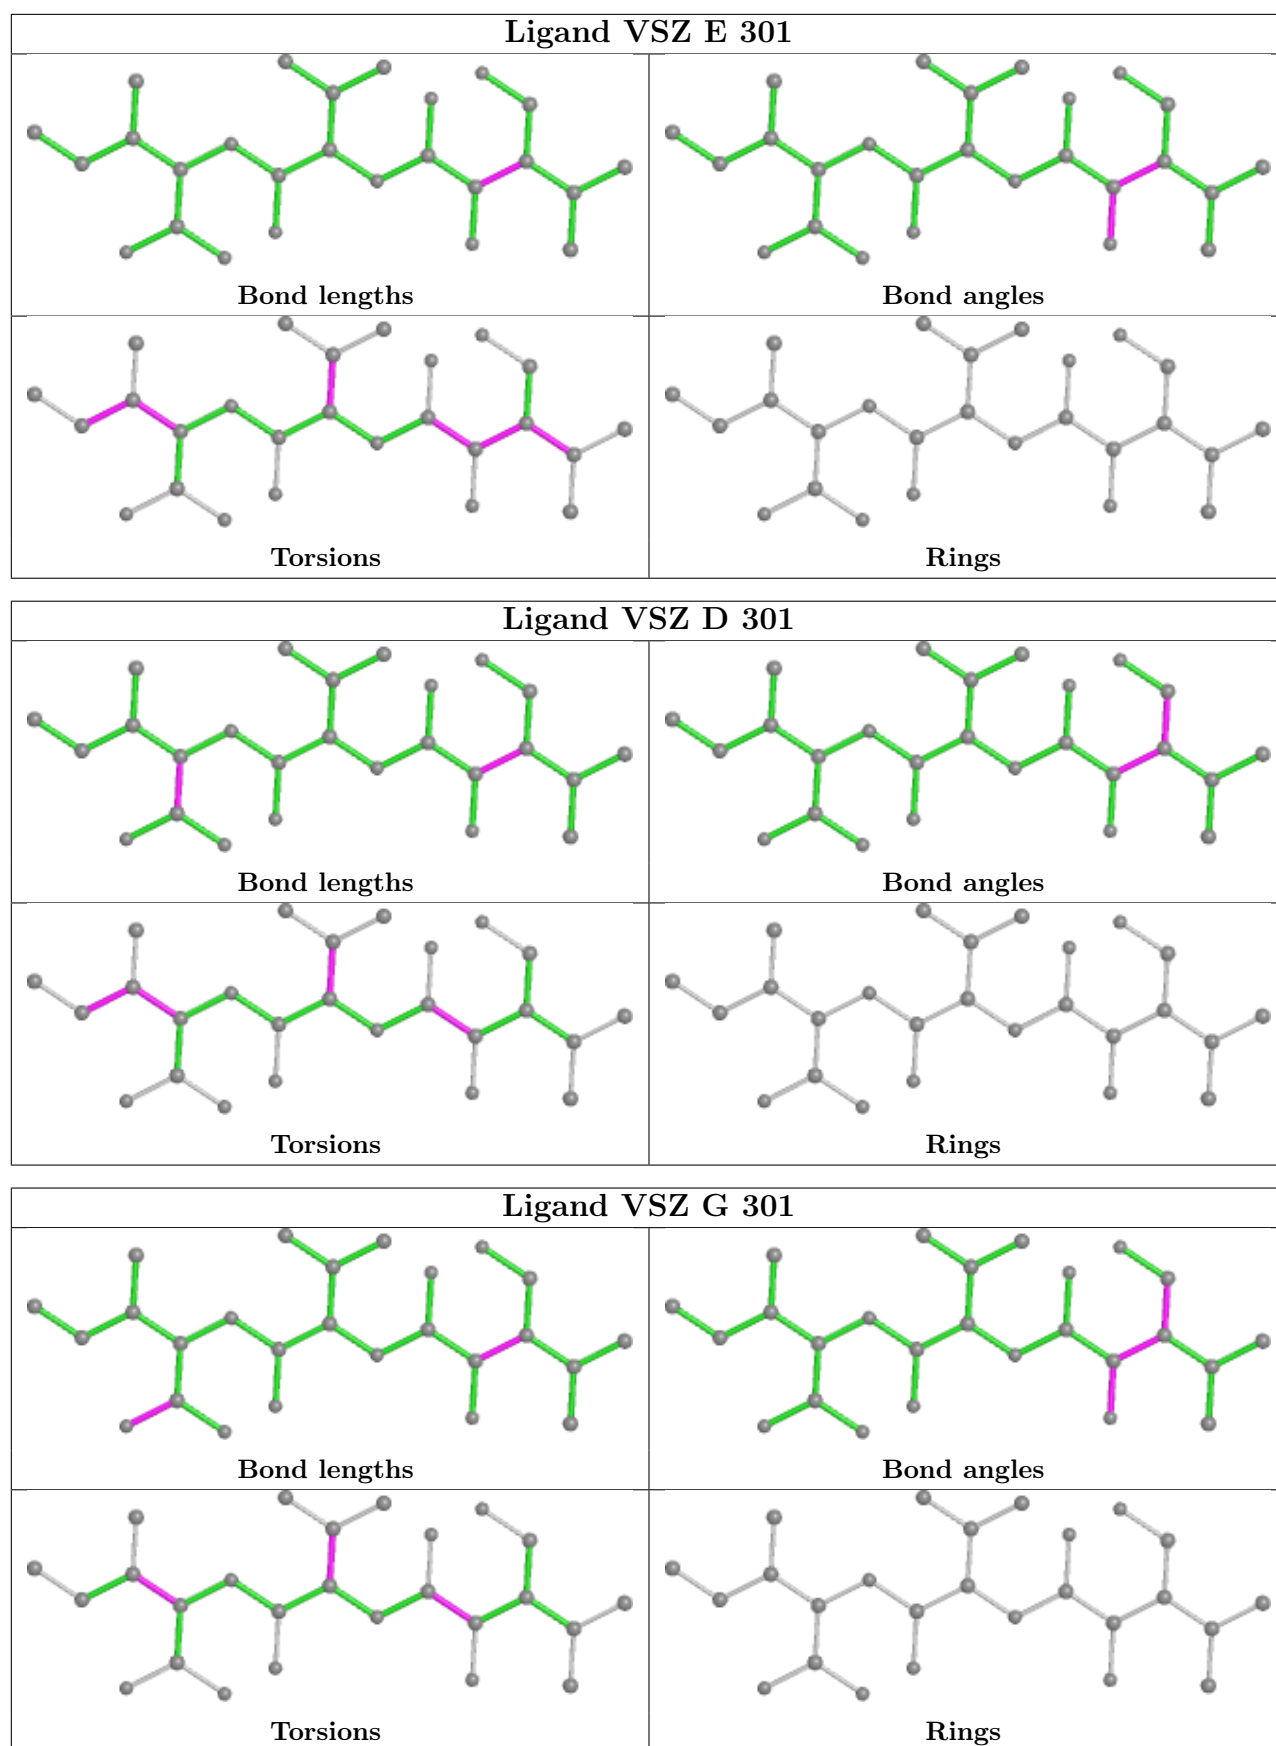 Ligand VSZ E 301
Bond lengths
Bond angles
Torsions
Rings
Ligand VSZ D 301
Bond lengths
Bond angles
Torsions
Rings
Ligand VSZ G 301
Bond lengths
Bond angles
Torsions
Rings